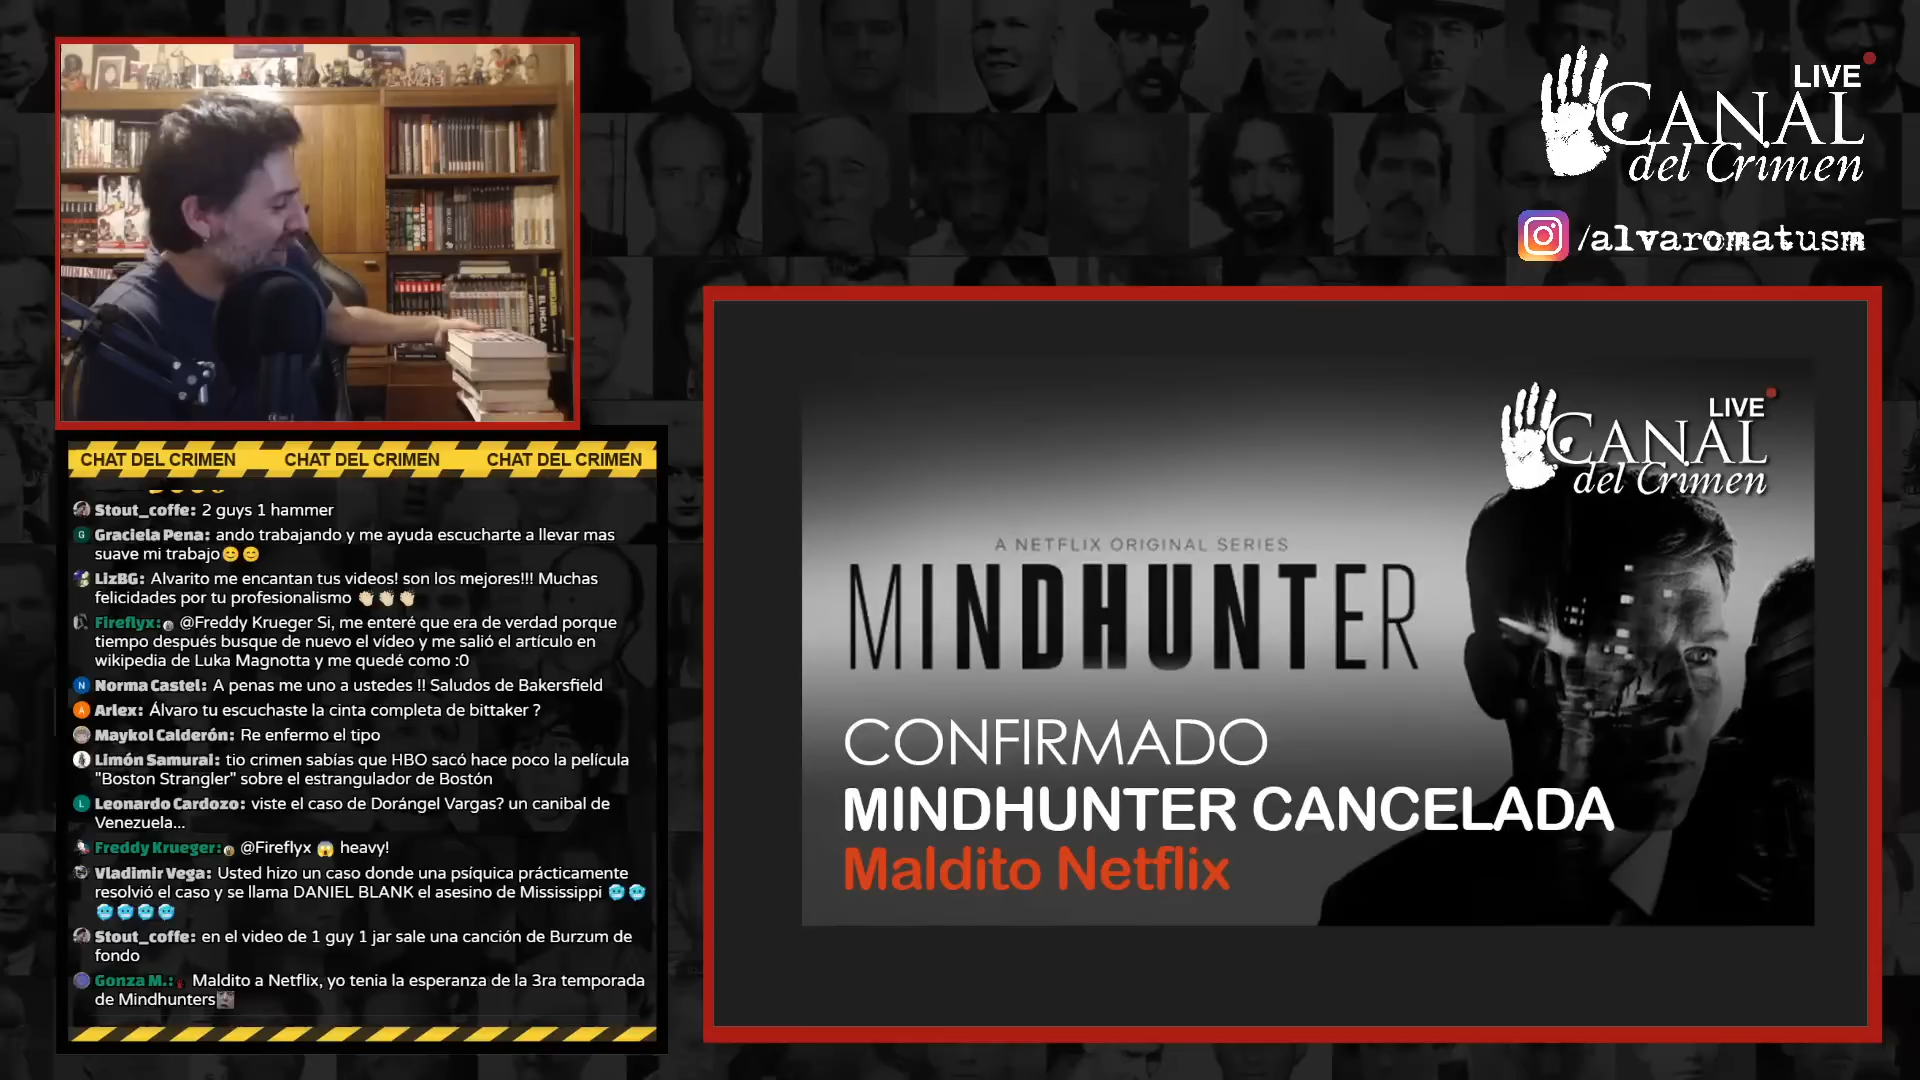 LIVE
CANAL
del Crimen
/alvaromatusm
CHAT DEL CRIMEN CHAT DEL CRIMEN CHAT DEL CRIMEN
Stout_coffe: 2 guys 1 hammer
Graciela Pena: ando trabajando y me ayuda escucharte a llevar mas
suave mi trabajo😊😊
LizBG: Alvarito me encantan tus videos! son los mejores!!! Muchas
felicidades por tu profesionalismo 👏🏻👏🏻👏🏻
Fireflyx: @Freddy Krueger Si, me enteré que era de verdad porque
tiempo después busque de nuevo el vídeo y me salió el artículo en
wikipedia de Luka Magnotta y me quedé como :0
Norma Castel: A penas me uno a ustedes !! Saludos de Bakersfield
Arlex: Álvaro tu escuchaste la cinta completa de bittaker ?
Maykol Calderón: Re enfermo el tipo
Limón Samurai: tio crimen sabías que HBO sacó hace poco la película
"Boston Strangler" sobre el estrangulador de Bostón
Leonardo Cardozo: viste el caso de Dorángel Vargas? un canibal de
Venezuela...
Freddy Krueger: @Fireflyx 😱 heavy!
Vladimir Vega: Usted hizo un caso donde una psíquica prácticamente
resolvió el caso y se llama DANIEL BLANK el asesino de Mississippi 🥶🥶
🥶🥶🥶🥶
Stout_coffe: en el video de 1 guy 1 jar sale una canción de Burzum de
fondo
Gonza M.: Maldito a Netflix, yo tenia la esperanza de la 3ra temporada
de Mindhunters
LIVE
CANAL
del Crimen
A NETFLIX ORIGINAL SERIES
MINDHUNTER
CONFIRMADO
MINDHUNTER CANCELADA
Maldito Netflix
EL INCAL